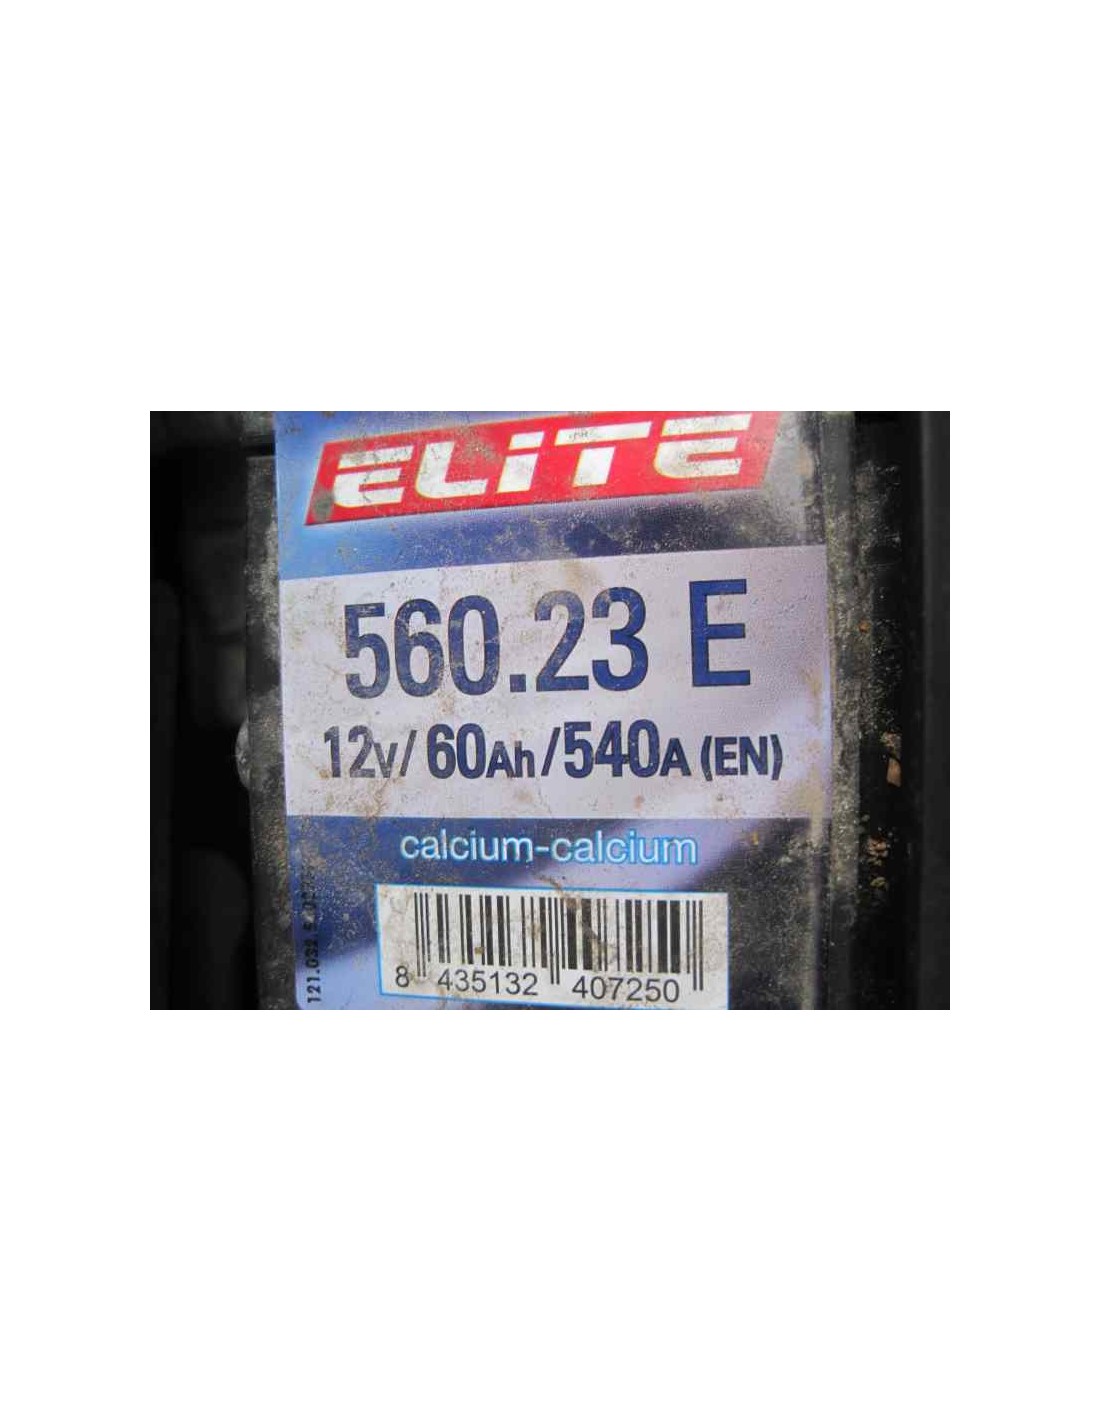 ELiTE
560.23 E
12V/ 60Ah/540A (EN)
calcium-calcium
8 435132 407250